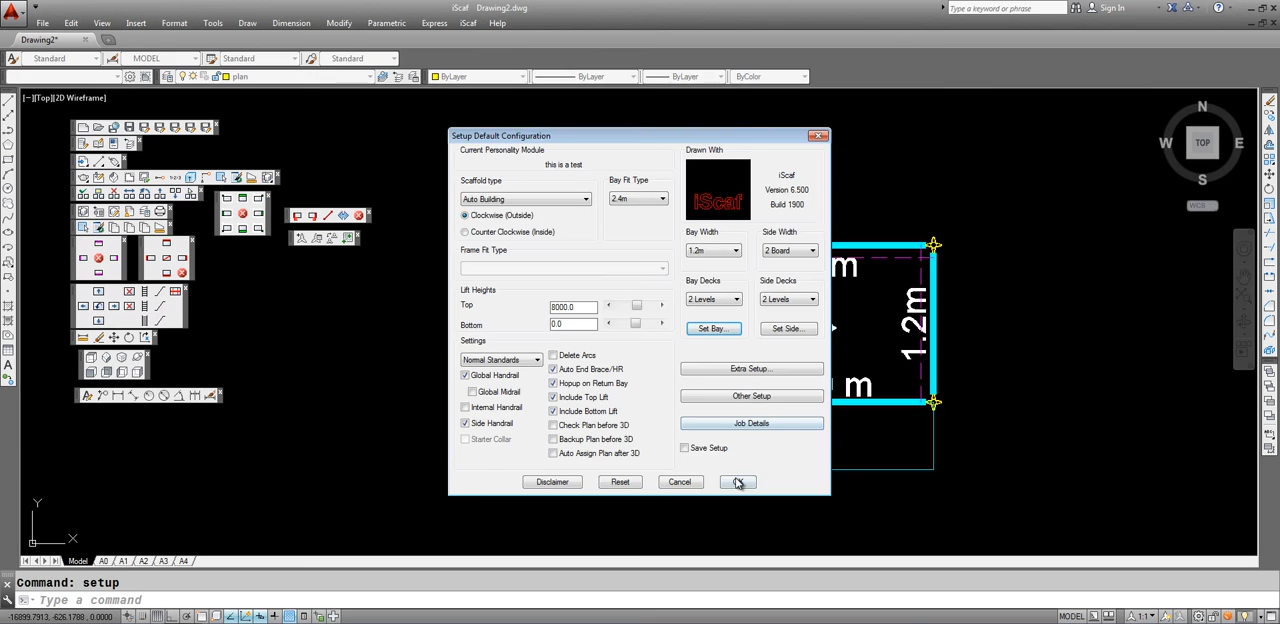 iScaf Drawing2.dwg
Type a keyword or phrase
Sign In
File Edit View Insert Format Tools Draw Dimension Modify Parametric Express iScaf Help
Drawing2*
Standard MODEL Standard Standard
plan ByLayer ByLayer ByLayer ByColor
[−][Top][2D Wireframe]
N
W TOP E
S
WCS
Setup Default Configuration
Current Personality Module
this is a test
Scaffold type
Auto Building
Bay Fit Type
2.4m
Clockwise (Outside)
Counter Clockwise (Inside)
Frame Fit Type
Lift Heights
Top 8000.0
Bottom 0.0
Settings
Normal Standards
Global Handrail
Global Midrail
Internal Handrail
Side Handrail
Starter Collar
Delete Arcs
Auto End Brace/HR
Hopup on Return Bay
Include Top Lift
Include Bottom Lift
Check Plan before 3D
Backup Plan before 3D
Auto Assign Plan after 3D
Drawn With
iScaf
iScaf
Version 6.500
Build 1900
Bay Width Side Width
1.2m 2 Board
Bay Decks Side Decks
2 Levels 2 Levels
Set Bay... Set Side...
Extra Setup...
Other Setup
Job Details
Save Setup
Disclaimer Reset Cancel
m
1.2m
m
Y
X
Model A0 A1 A2 A3 A4
Command: setup
Type a command
-16899.7913, -626.1788, 0.0000
MODEL
1:1